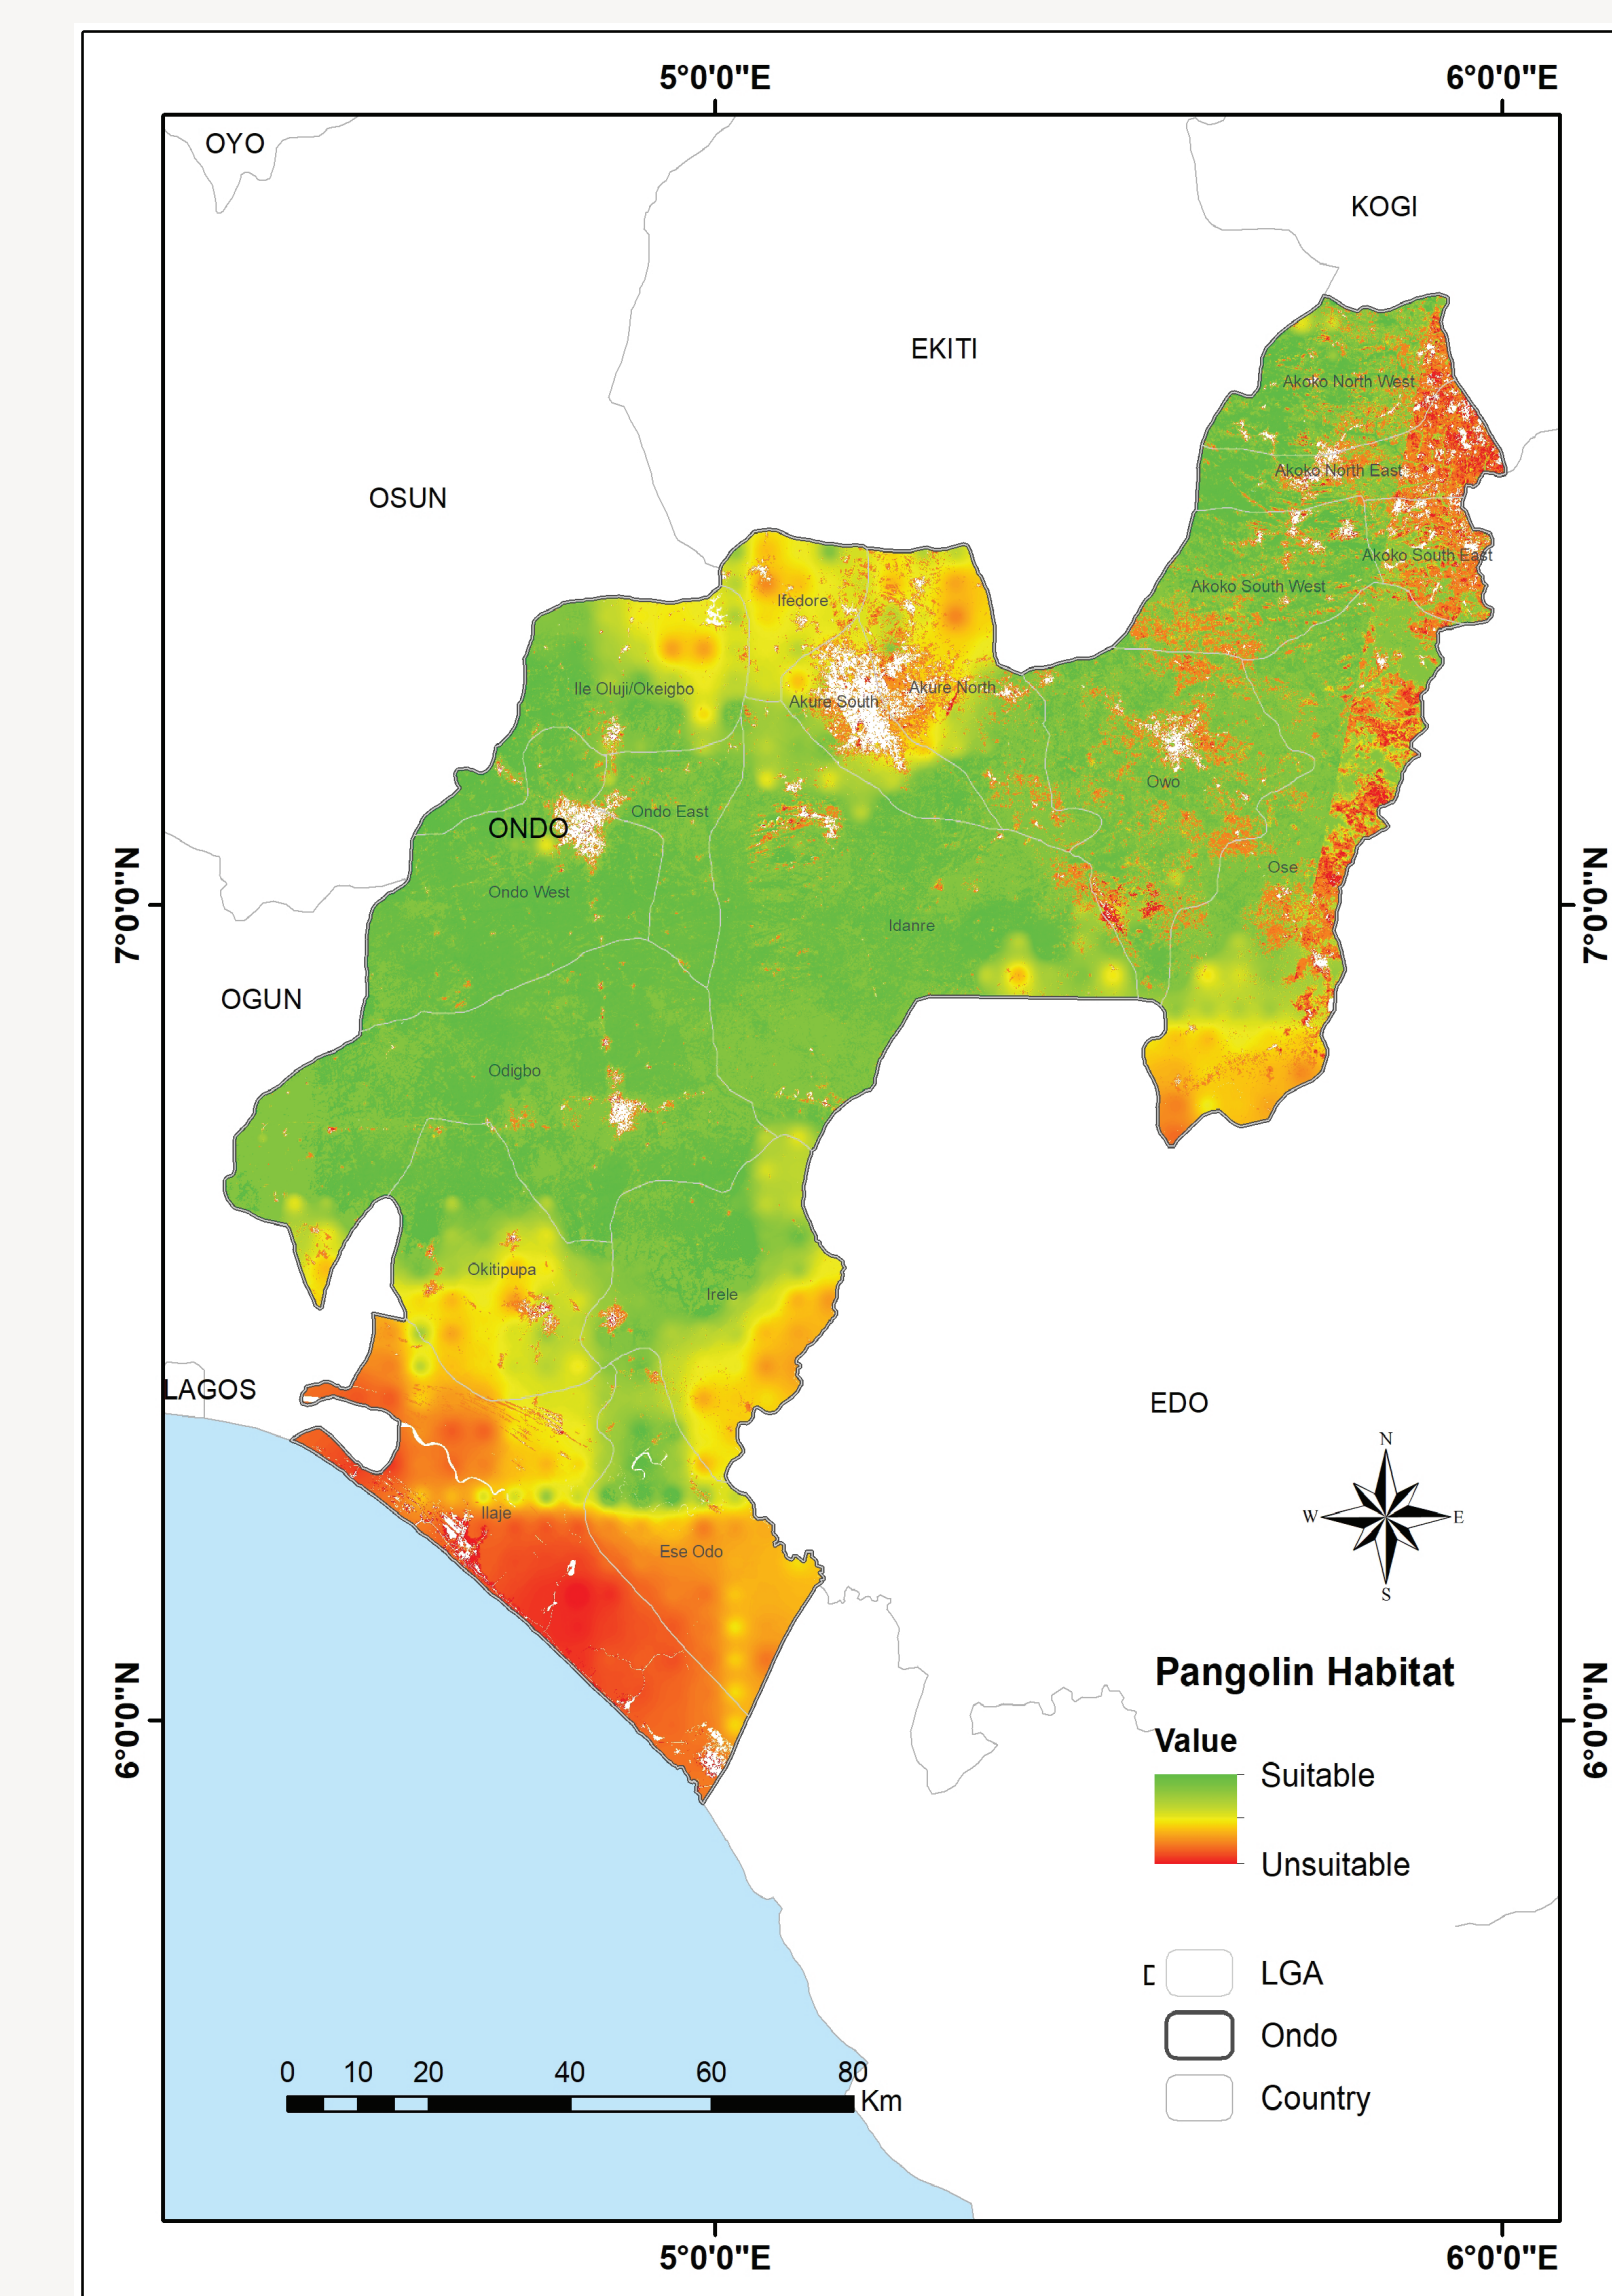 5°0'0"E 6°0'0"E
OYO
KOGI
EKITI
Akoko North West
Akoko North East
OSUN
Akoko South East
Akoko South West
Ifedore
Ile Oluji/Okeigbo
Akure North
Akure South
Owo
Ondo East
ONDO
Ose
Ondo West
7°0'0"N 7°0'0"N
Idanre
OGUN
Odigbo
Okitipupa
Irele
LAGOS
EDO
N
Ilaje
W E
Ese Odo
S
Pangolin Habitat
6°0'0"N 6°0'0"N
Value
Suitable
Unsuitable
LGA
Ondo
0 10 20 40 60 80
Km
Country
5°0'0"E 6°0'0"E